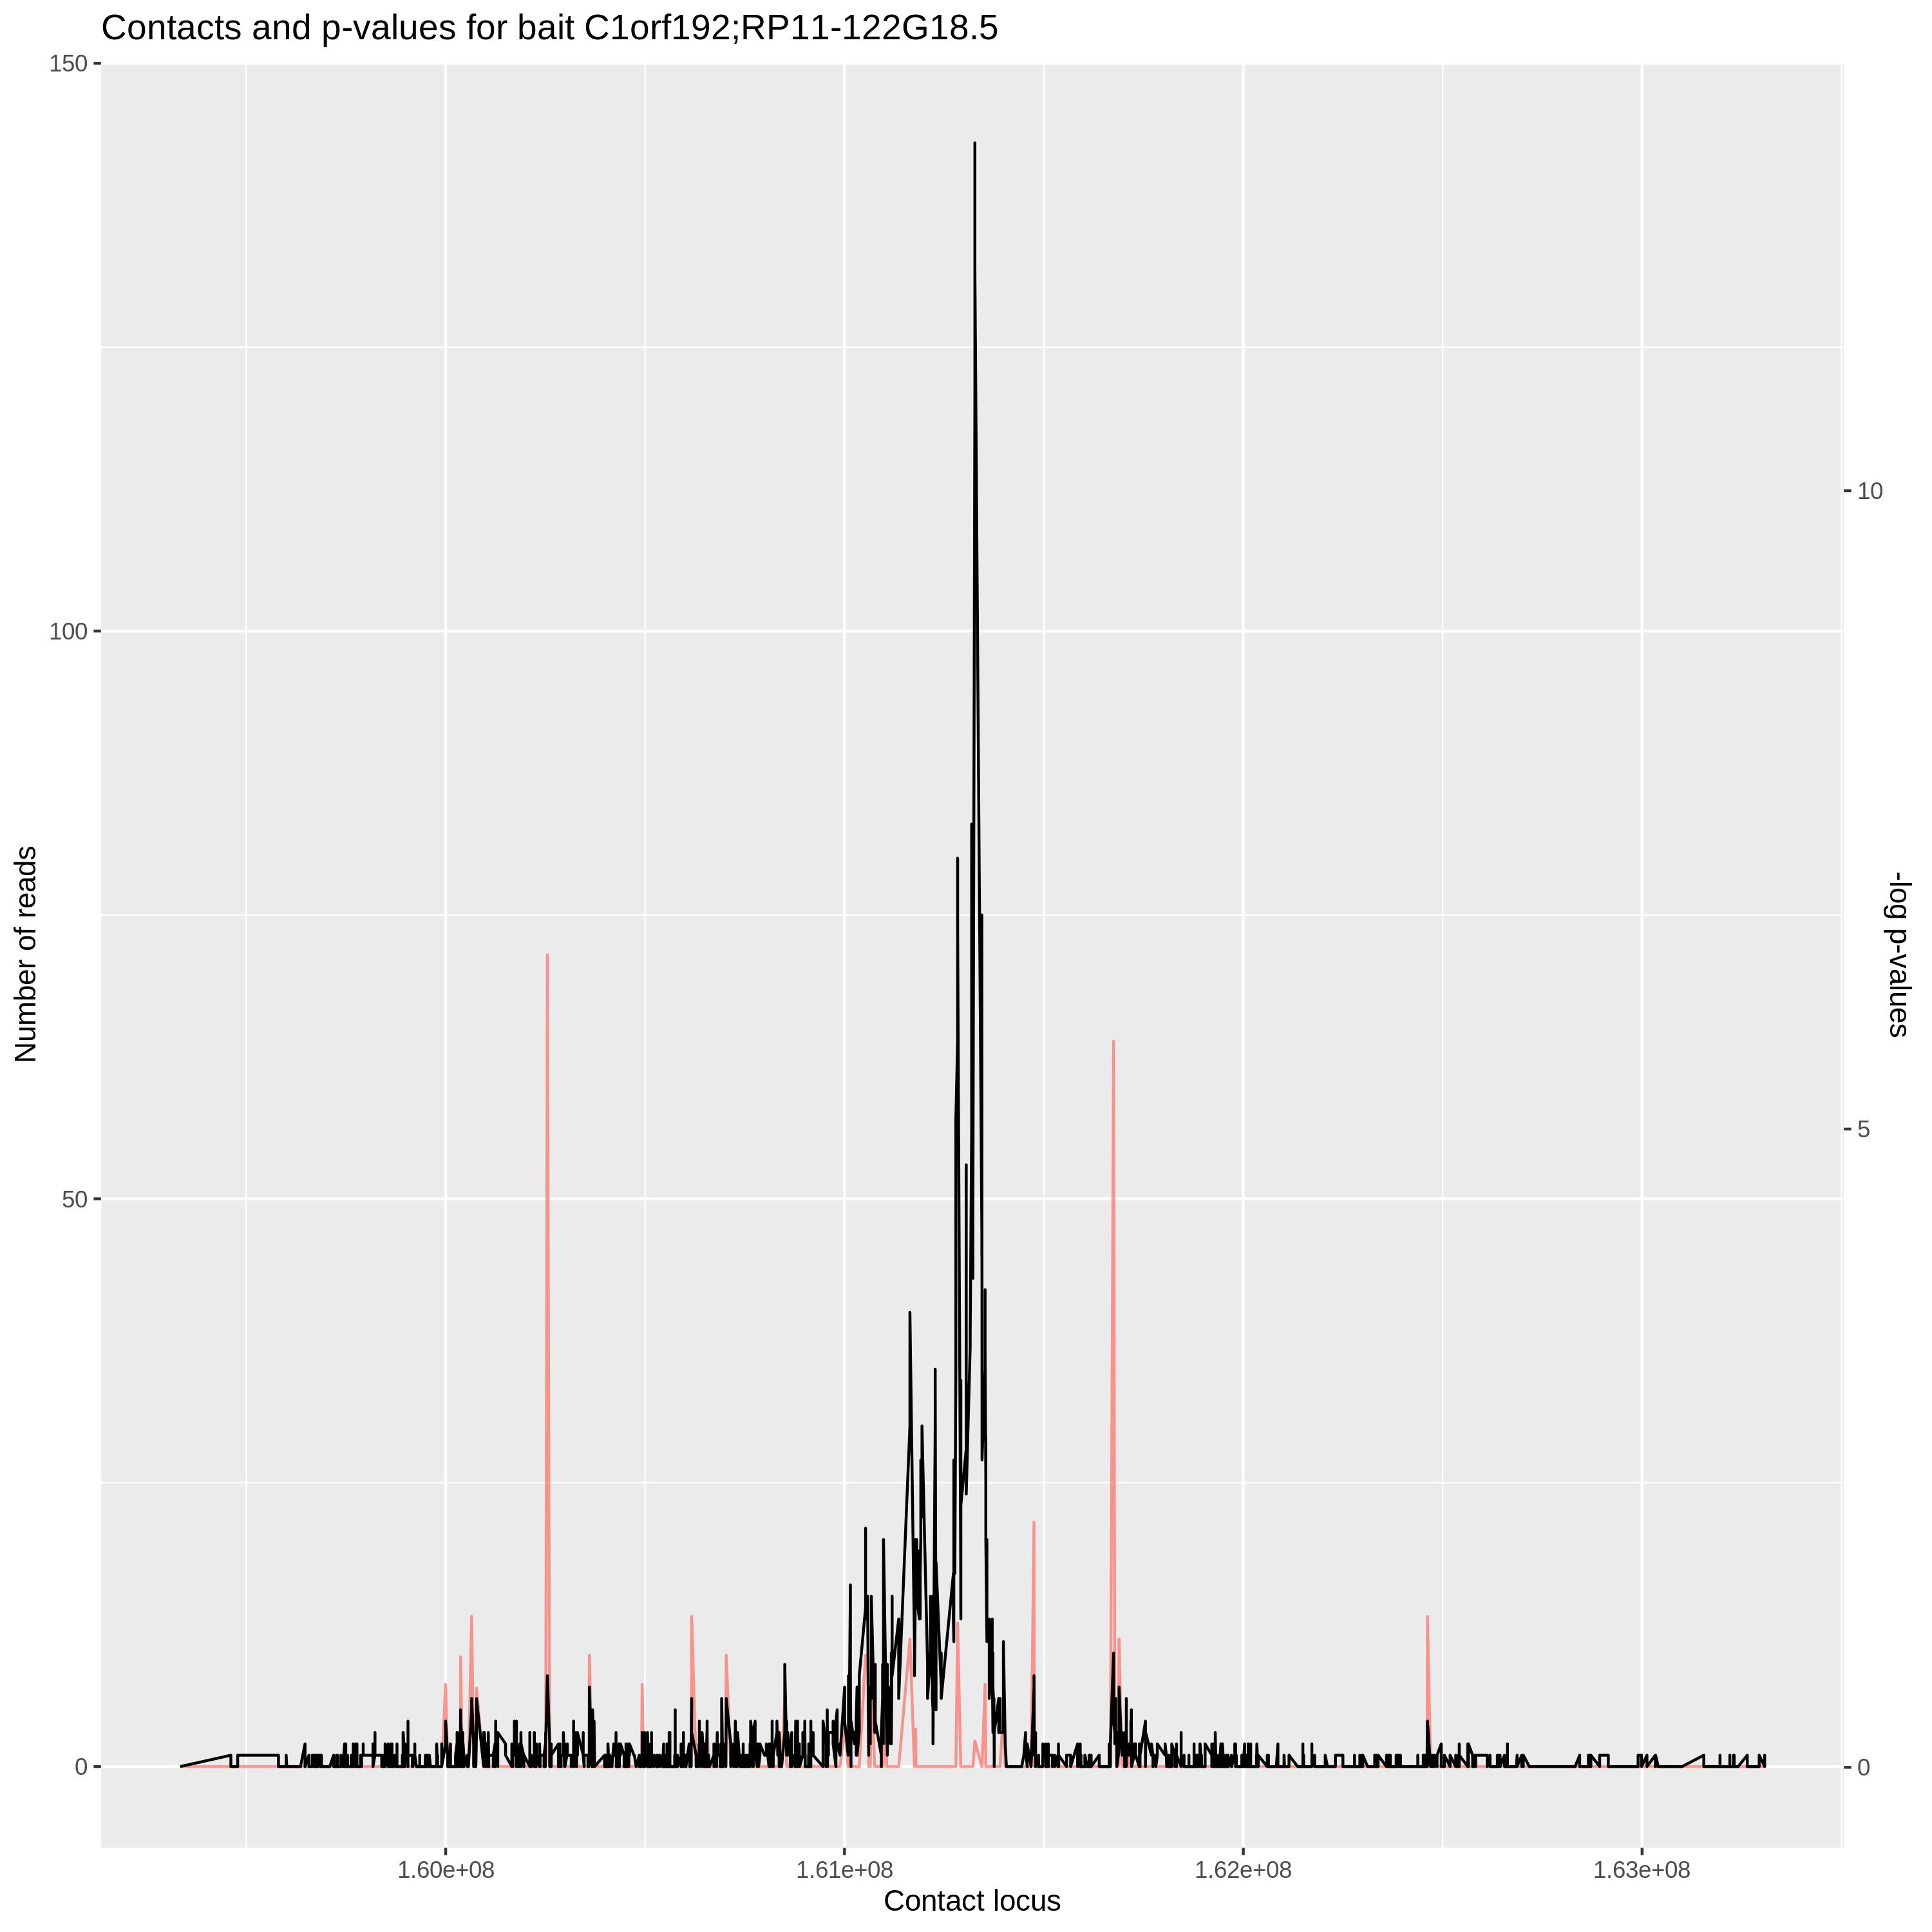 Contacts and p-values for bait C1orf192;RP11-122G18.5
150
100
50
0
Number of reads
10
5
0
-log p-values
1.60e+08
1.61e+08
1.62e+08
1.63e+08
Contact locus